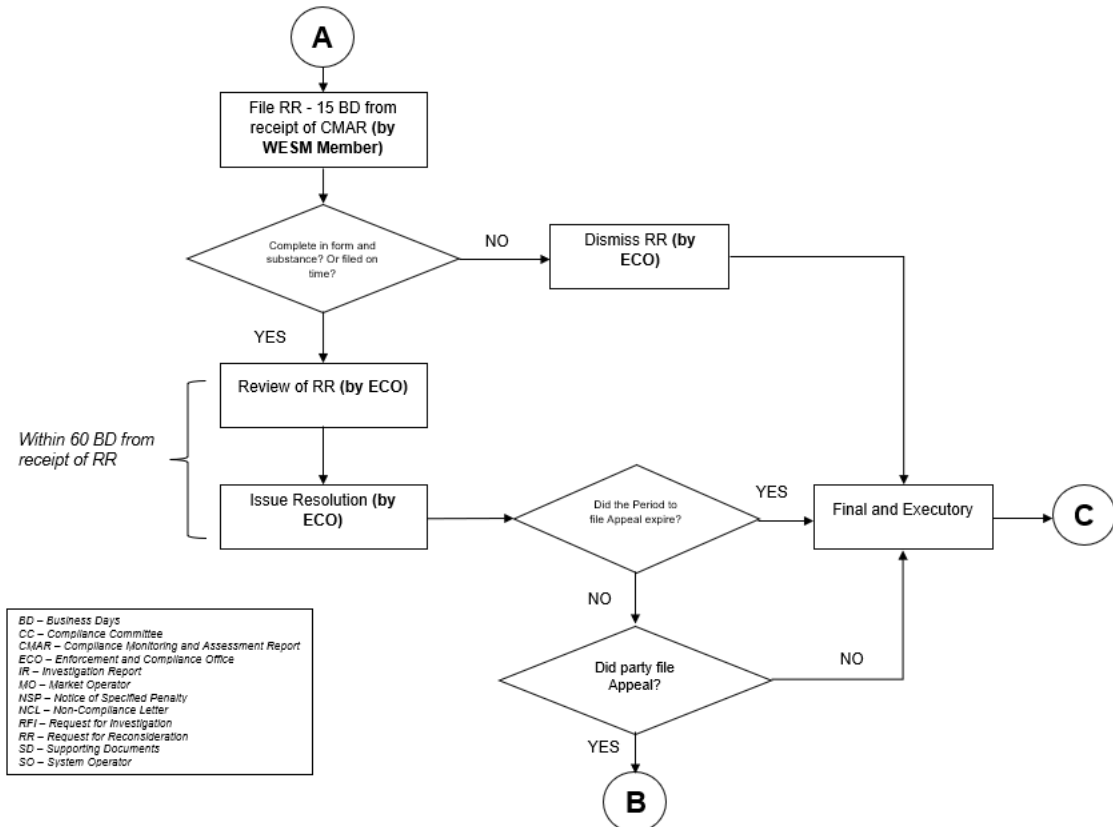 A
File RR - 15 BD from
receipt of CMAR (by
WESM Member)
Complete in form and
substance? Or filed on
time?
NO
Dismiss RR (by
ECO)
YES
Review of RR (by ECO)
Within 60 BD from
receipt of RR
Issue Resolution (by
ECO)
Did the Period to
file Appeal expire?
YES
Final and Executory
C
NO
Did party file
Appeal?
NO
YES
B
BD – Business Days
CC – Compliance Committee
CMAR – Compliance Monitoring and Assessment Report
ECO – Enforcement and Compliance Office
IR – Investigation Report
MO – Market Operator
NSP – Notice of Specified Penalty
NCL – Non-Compliance Letter
RFI – Request for Investigation
RR – Request for Reconsideration
SD – Supporting Documents
SO – System Operator